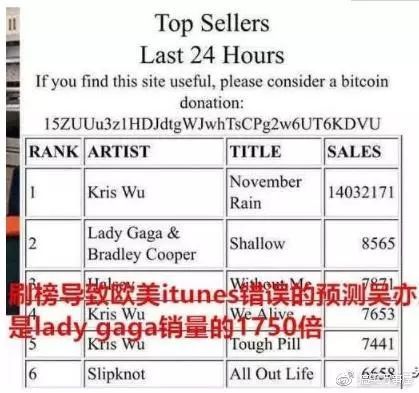 Top Sellers
Last 24 Hours
If you find this site useful, please consider a bitcoin
donation:
15ZUUu3z1HDJdtgWJwhTsCPg2w6UT6KDVU
RANK ARTIST TITLE SALES
1 Kris Wu November Rain 14032171
2 Lady Gaga & Bradley Cooper Shallow 8565
3 Halsey Without Me 7871
刷榜导致欧美itunes错误的预测吴亦
4 Kris Wu We Alive 7653
是lady gaga销量的1750倍
5 Kris Wu Tough Pill 7441
6 Slipknot All Out Life 6658